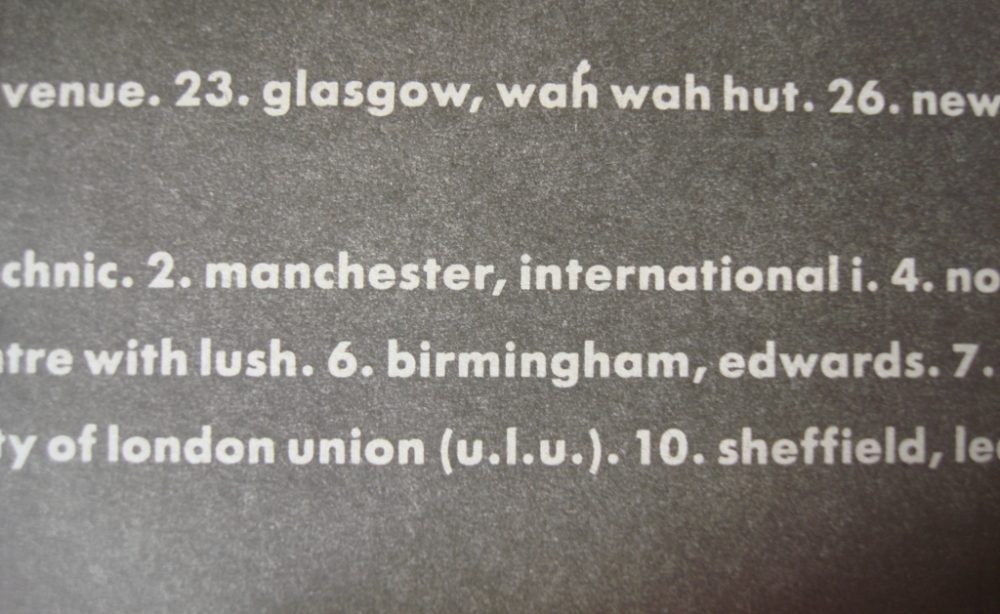 venue. 23. glasgow, wah wah hut. 26. new
chnic. 2. manchester, international i. 4. no
tre with lush. 6. birmingham, edwards. 7.
ty of london union (u.l.u.). 10. sheffield, le